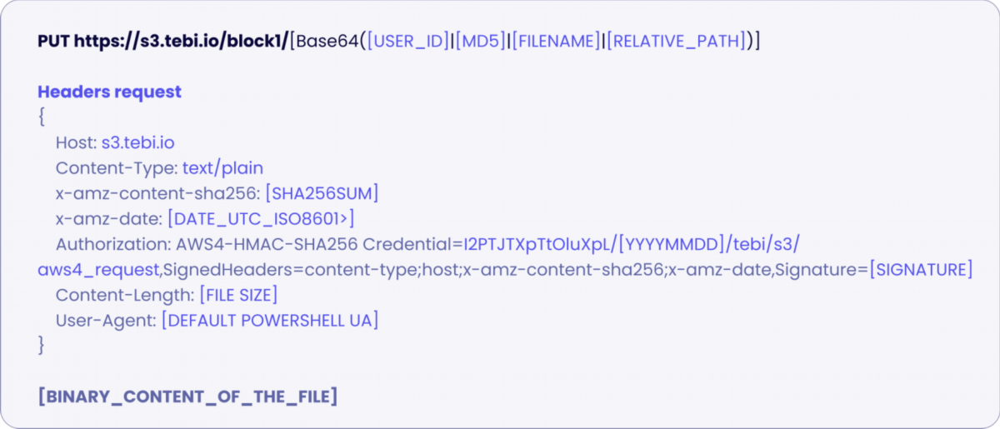 PUT https://s3.tebi.io/block1/[Base64([USER_ID]|[MD5]|[FILENAME]|[RELATIVE_PATH])]
Headers request
{
Host: s3.tebi.io
Content-Type: text/plain
x-amz-content-sha256: [SHA256SUM]
x-amz-date: [DATE_UTC_ISO8601>]
Authorization: AWS4-HMAC-SHA256 Credential=I2PTJTXpTtOluXpL/[YYYYMMDD]/tebi/s3/
aws4_request,SignedHeaders=content-type;host;x-amz-content-sha256;x-amz-date,Signature=[SIGNATURE]
Content-Length: [FILE SIZE]
User-Agent: [DEFAULT POWERSHELL UA]
}
[BINARY_CONTENT_OF_THE_FILE]